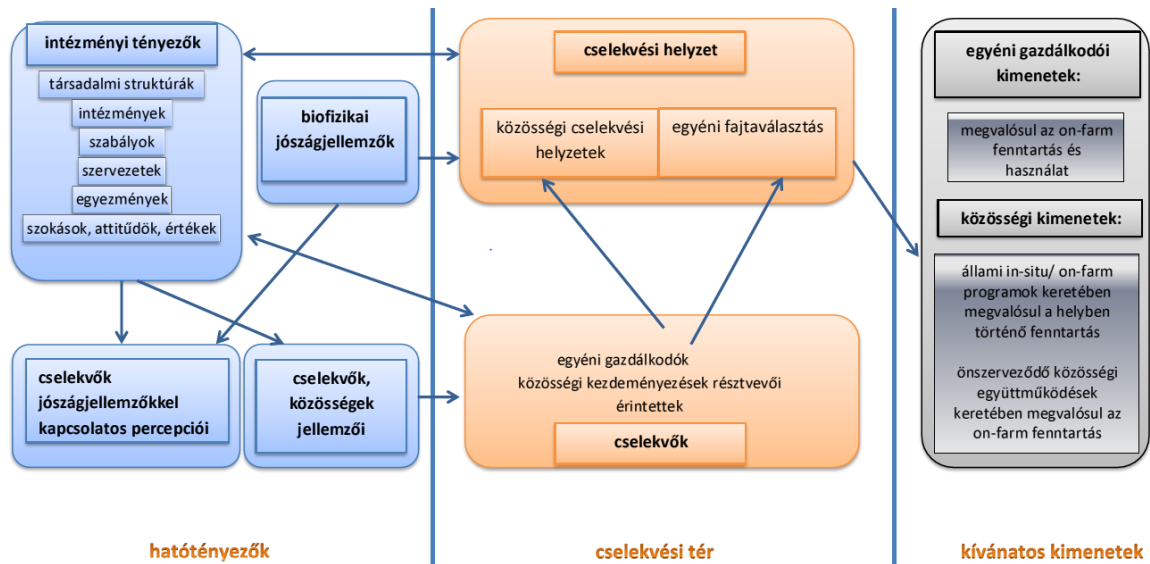 intézményi tényezők
társadalmi struktúrák
intézmények
szabályok
szervezetek
egyezmények
szokások, attitűdök, értékek
biofizikai
jószágjellemzők
cselekvők
jószágjellemzőkkel
kapcsolatos percepciói
cselekvők,
közösségek
jellemzői
hatótényezők
cselekvési helyzet
közösségi cselekvési
helyzetek
egyéni fajtaválasztás
egyéni gazdálkodók
közösségi kezdeményezések résztvevői
érintettek
cselekvők
cselekvési tér
egyéni gazdálkodói
kimenetek:
megvalósul az on-farm
fenntartás és
használat
közösségi kimenetek:
állami in-situ/ on-farm
programok keretében
megvalósul a helyben
történő fenntartás
önszerveződő közösségi
együttműködések
keretében megvalósul az
on-farm fenntartás
kívánatos kimenetek